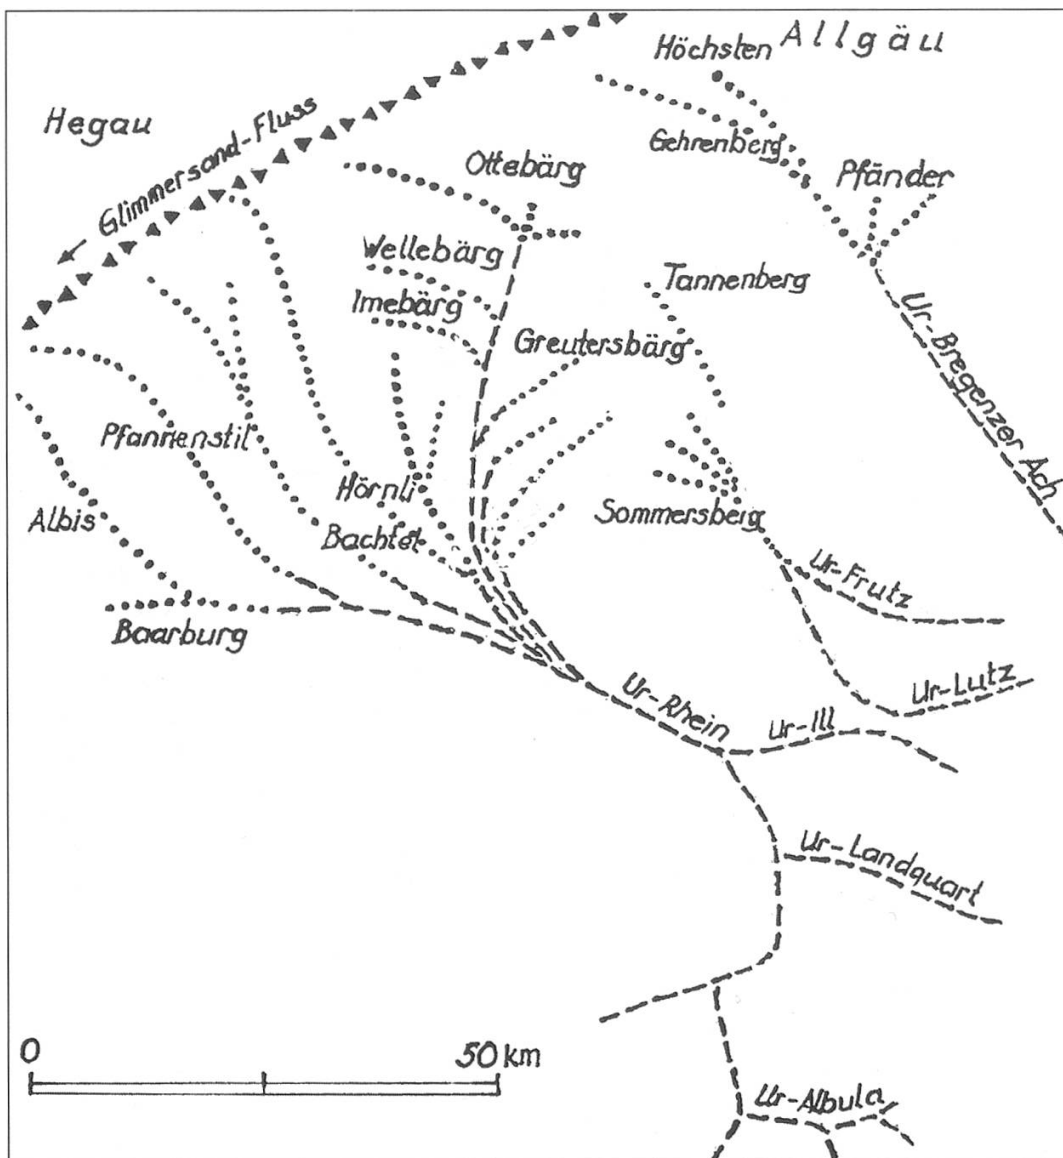 Höchsten
Allgäu
Hegau
Glimmersand-Fluss
Gehrenberg
Ottebärg
Pfänder
Wellebärg
Tannenberg
Imebärg
Greutersbärg
Ur-Bregenzer Ach
Pfannenstil
Hörnli
Albis
Bachtel
Sommersberg
Ur-Frutz
Baarburg
Ur-Lutz
Ur-Rhein
Ur-Ill
Ur-Landquart
0
50 km
Ur-Albula